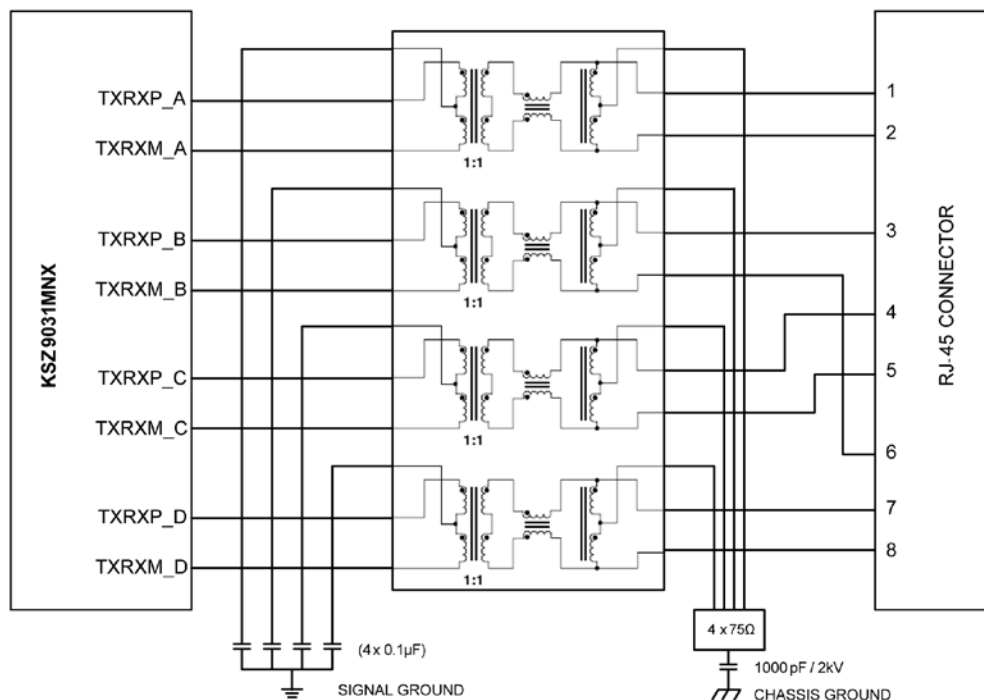 KSZ9031MNX
TXRXP_A
TXRXM_A
TXRXP_B
TXRXM_B
TXRXP_C
TXRXM_C
TXRXP_D
TXRXM_D
1:1
1:1
1:1
1:1
1
2
3
4
5
6
7
8
RJ-45 CONNECTOR
(4 x 0.1µF)
SIGNAL GROUND
4 x 75Ω
1000 pF / 2kV
CHASSIS GROUND